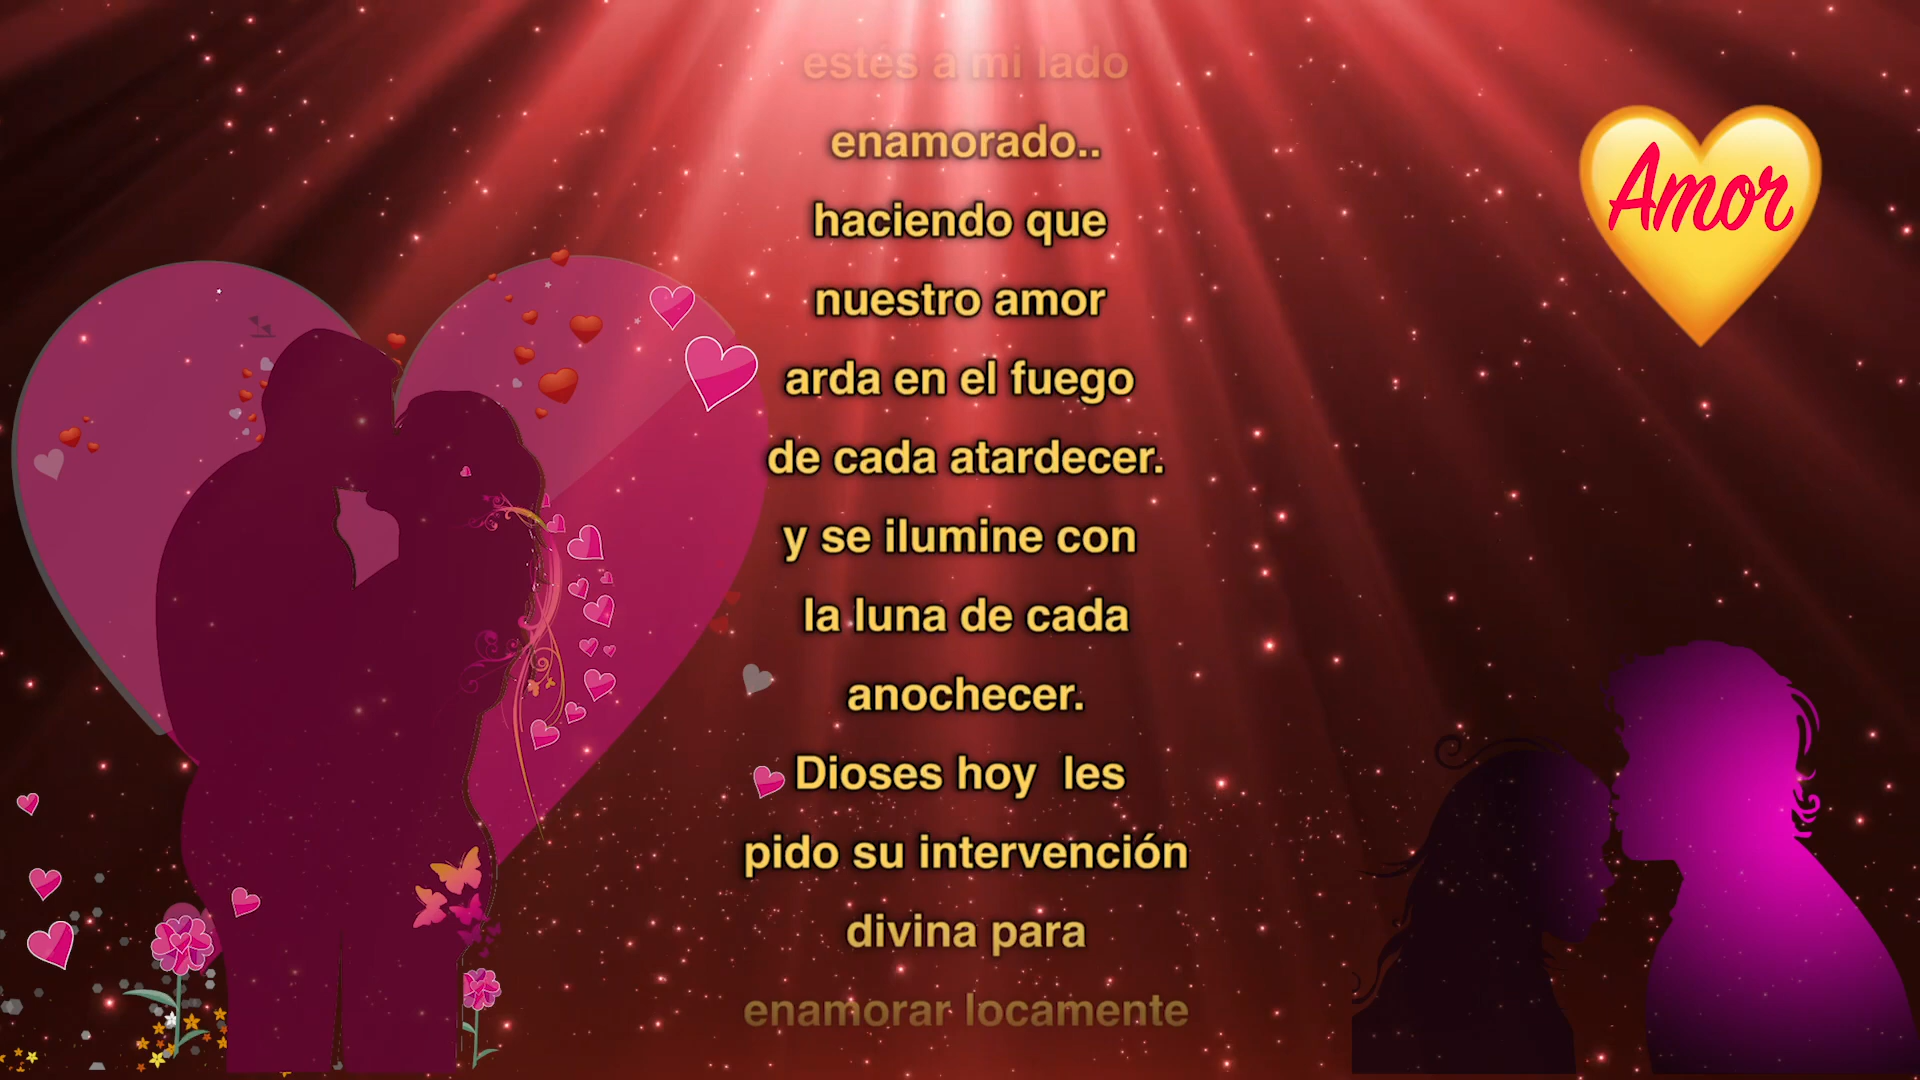 estés a mi lado
enamorado..
haciendo que
nuestro amor
arda en el fuego
de cada atardecer.
y se ilumine con
la luna de cada
anochecer.
Dioses hoy  les
pido su intervención
divina para
enamorar locamente
Amor